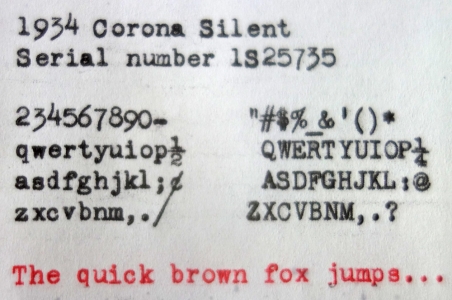 1934 Corona Silent
Serial number 1S25735
234567890- "#$%_&'()*
qwertyuiop½ QWERTYUIOP¼
asdfghjkl;¢ ASDFGHJKL:@
zxcvbnm,./ ZXCVBNM,.?
The quick brown fox jumps...